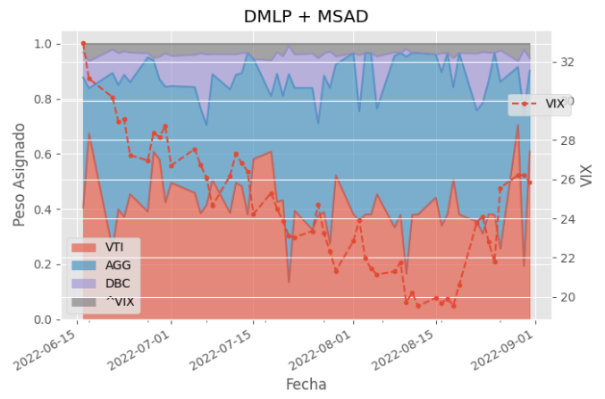 DMLP + MSAD
1.0
0.8
0.6
0.4
0.2
0.0
Peso Asignado
32
30
28
26
24
22
20
VIX
VIX
VTI
AGG
DBC
^VIX
2022-06-15
2022-07-01
2022-07-15
2022-08-01
2022-08-15
2022-09-01
Fecha